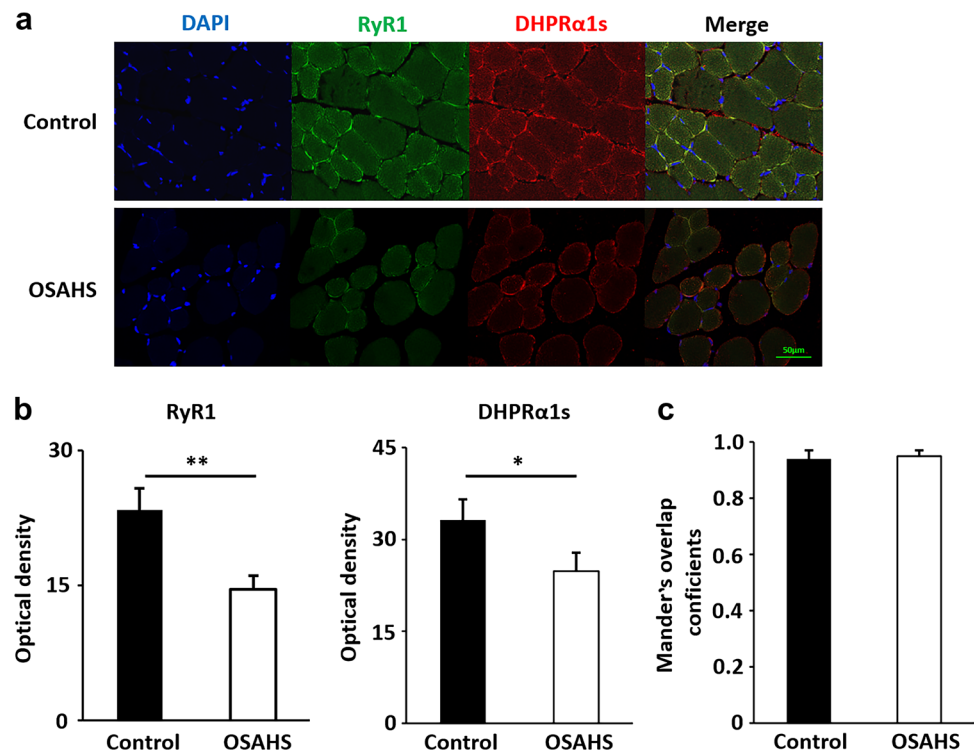 a
DAPI RyR1 DHPRα1s Merge
Control
OSAHS
50μm
b
RyR1
Optical density
30
15
0
**
Control OSAHS
DHPRα1s
Optical density
45
30
15
0
*
Control OSAHS
c
Mander's overlap
conficients
1.0
0.8
0.6
0.4
0.2
0
Control OSAHS